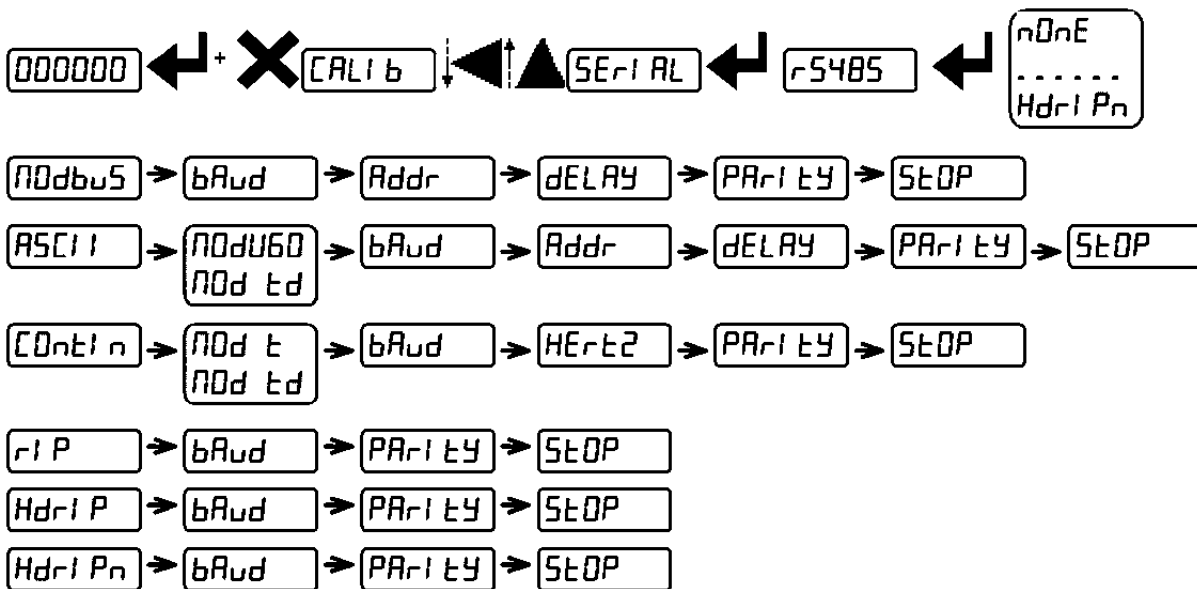 000000 + CALIb SErIAL rS485 nOnE
------
HdrIPn
MOdbuS bAud Addr dELAY PArItY StOP
ASCII MOdUGO bAud Addr dELAY PArItY StOP
MOd td
COntIn MOd t bAud HErtZ PArItY StOP
MOd td
rIP bAud PArItY StOP
HdrIP bAud PArItY StOP
HdrIPn bAud PArItY StOP